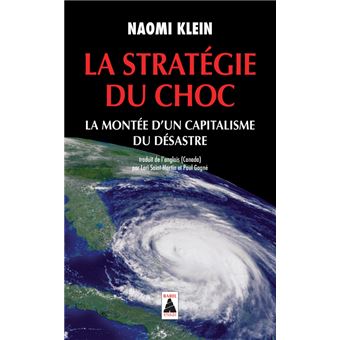 NAOMI KLEIN
LA STRATÉGIE
DU CHOC
LA MONTÉE D'UN CAPITALISME
DU DÉSASTRE
traduit de l'anglais (Canada)
par Lori Saint-Martin et Paul Gagné
BABEL